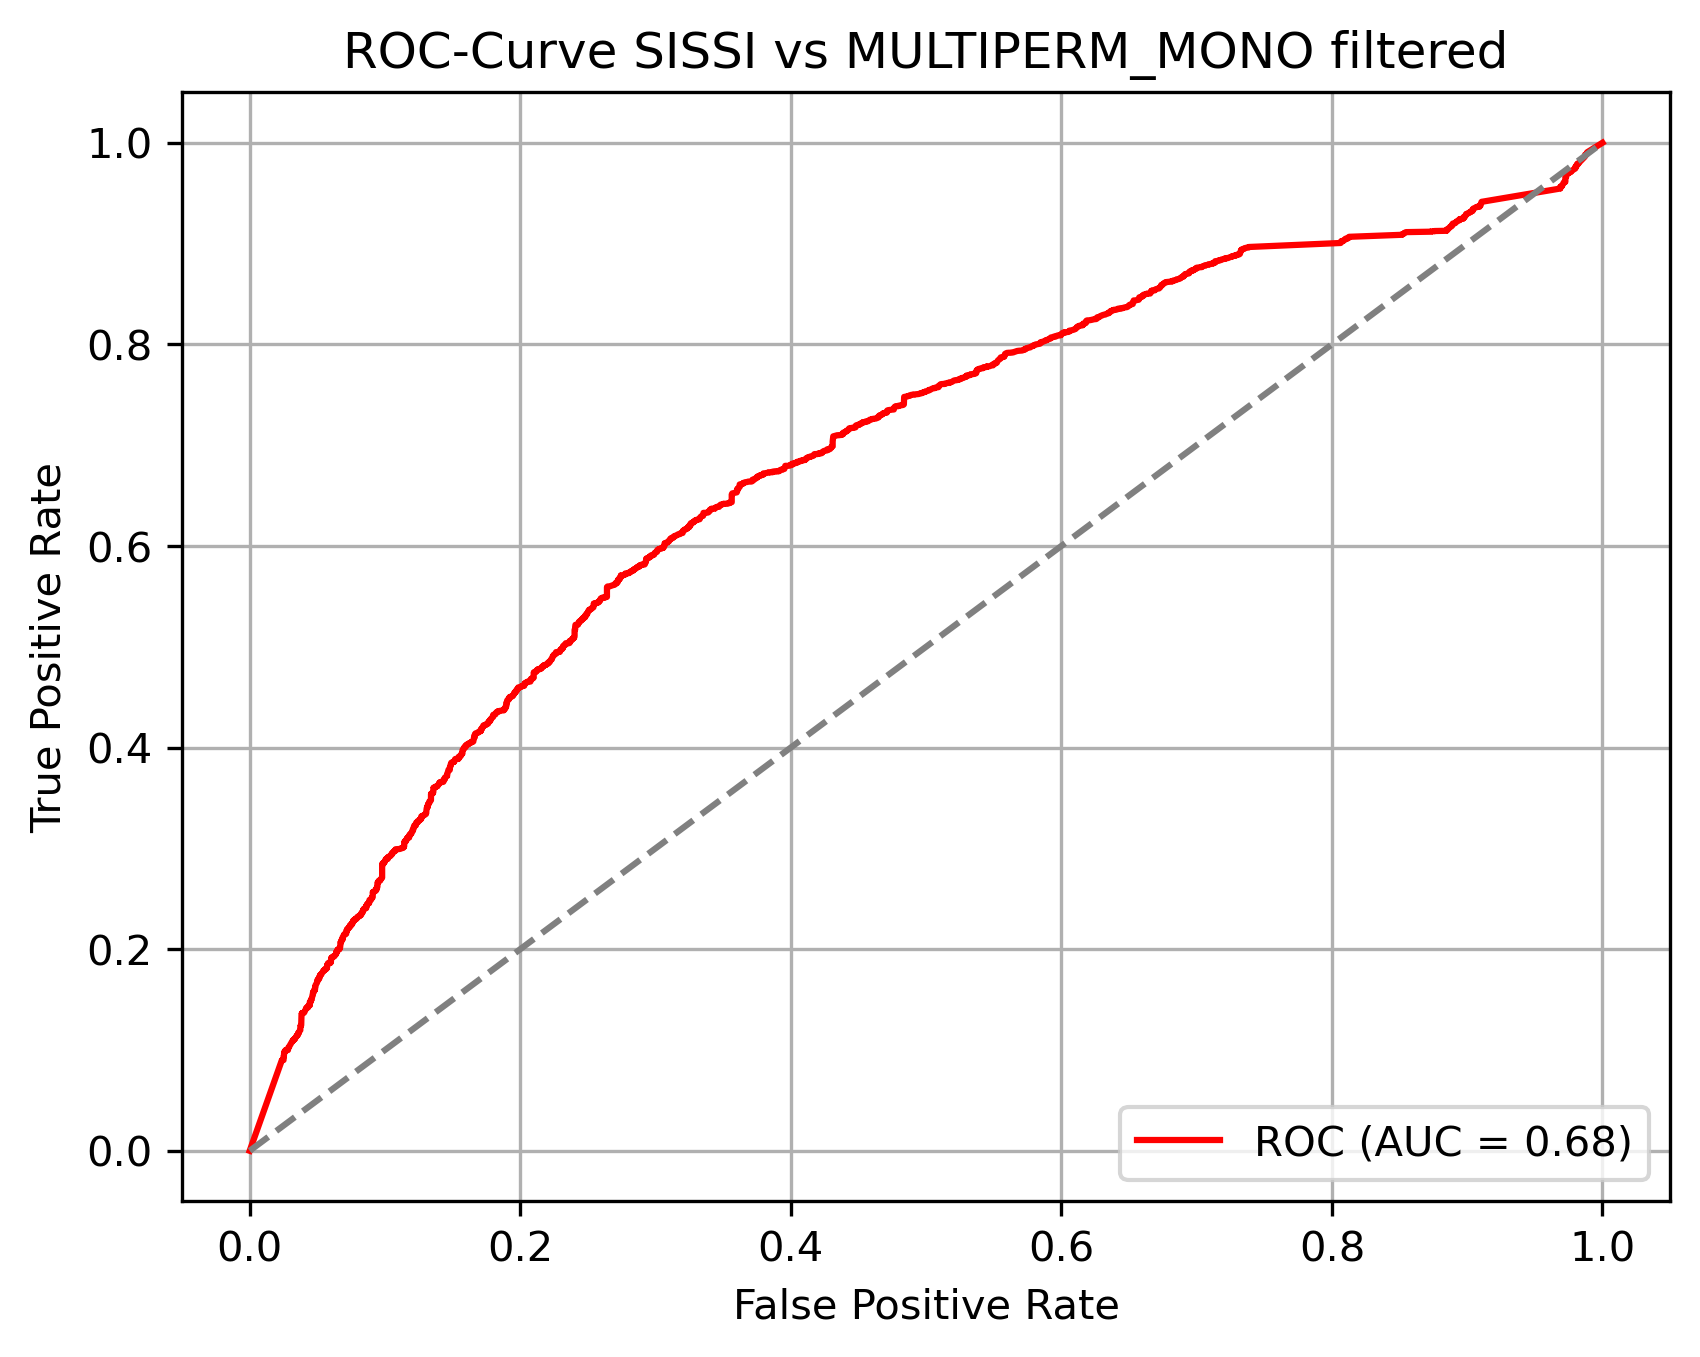 ROC-Curve SISSI vs MULTIPERM_MONO filtered
1.0
0.8
0.6
0.4
0.2
0.0
True Positive Rate
ROC (AUC = 0.68)
0.0 0.2 0.4 0.6 0.8 1.0
False Positive Rate